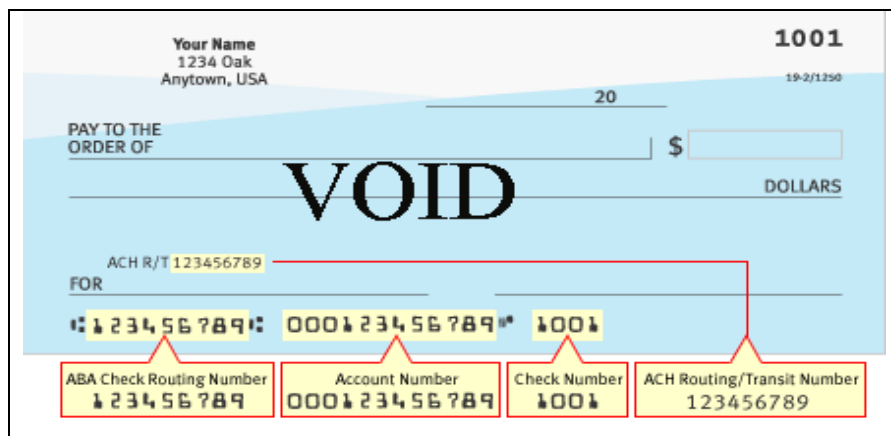 Your Name
1234 Oak
Anytown, USA
1001
19-2/1250
20
PAY TO THE
ORDER OF
$
VOID
DOLLARS
ACH R/T 123456789
FOR
⑆123456789⑆ 000123456789⑈ 1001
ABA Check Routing Number
123456789
Account Number
000123456789
Check Number
1001
ACH Routing/Transit Number
123456789